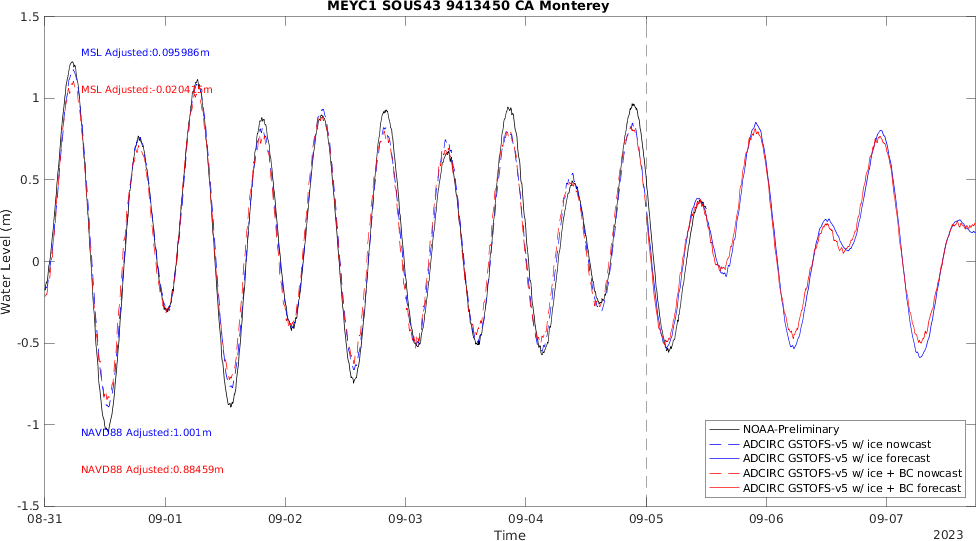 MEYC1 SOUS43 9413450 CA Monterey
1.5
MSL Adjusted:0.095986m
1
MSL Adjusted:-0.020415m
0.5
Water Level (m)
0
-0.5
-1
NAVD88 Adjusted:1.001m
NAVD88 Adjusted:0.88459m
NOAA-Preliminary
ADCIRC GSTOFS-v5 w/ ice nowcast
ADCIRC GSTOFS-v5 w/ ice forecast
ADCIRC GSTOFS-v5 w/ ice + BC nowcast
ADCIRC GSTOFS-v5 w/ ice + BC forecast
-1.5
08-31 09-01 09-02 09-03 09-04 09-05 09-06 09-07
Time
2023